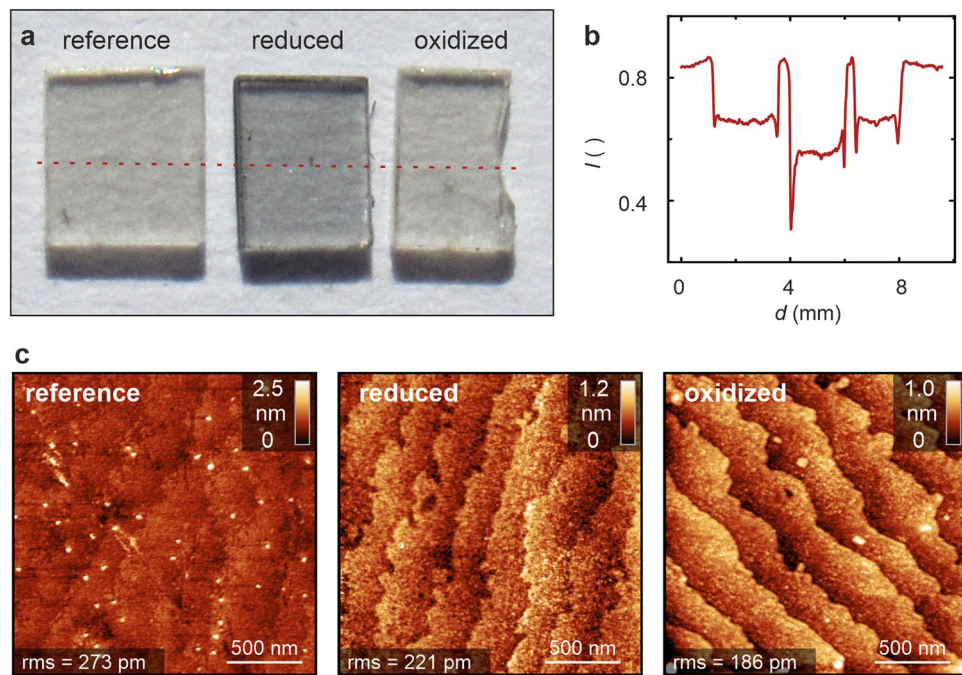 a
reference reduced oxidized
b
0.8
I ( )
0.4
0 4 8
d (mm)
c
reference
2.5
nm
0
rms = 273 pm
500 nm
reduced
1.2
nm
0
rms = 221 pm
500 nm
oxidized
1.0
nm
0
rms = 186 pm
500 nm